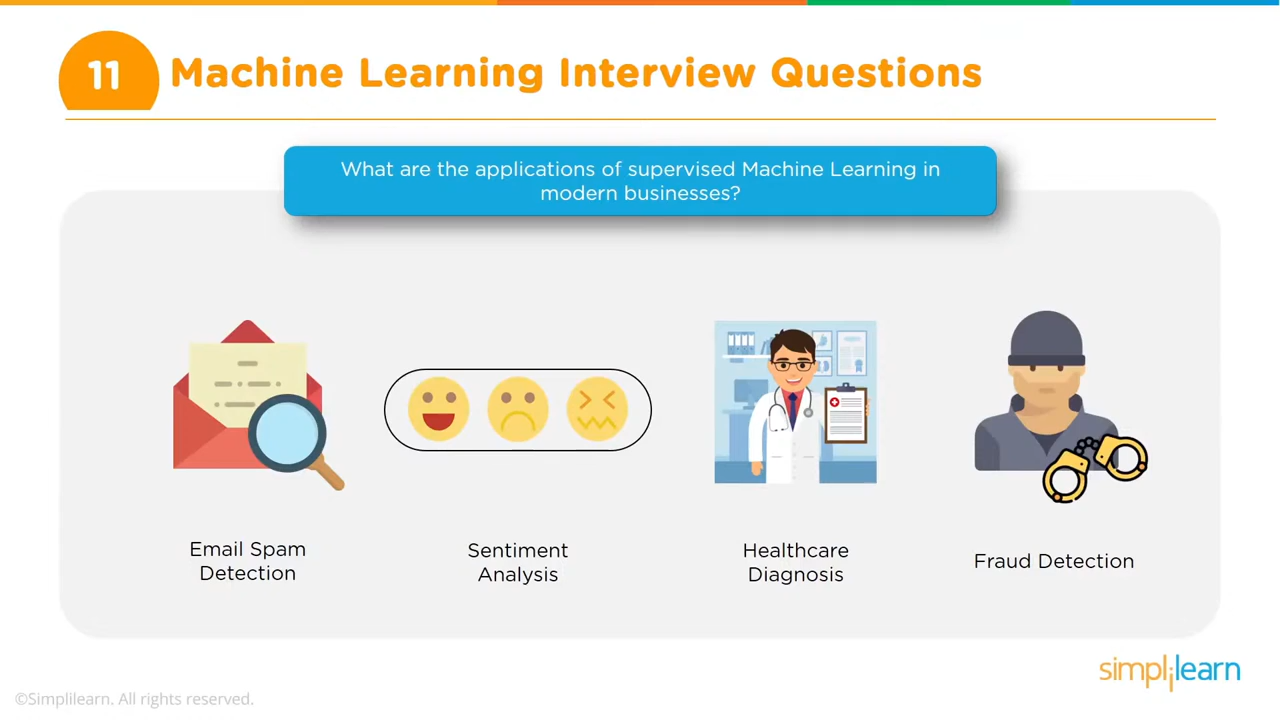 11
Machine Learning Interview Questions
What are the applications of supervised Machine Learning in
modern businesses?
Email Spam
Detection
Sentiment
Analysis
Healthcare
Diagnosis
Fraud Detection
simplilearn
©Simplilearn. All rights reserved.